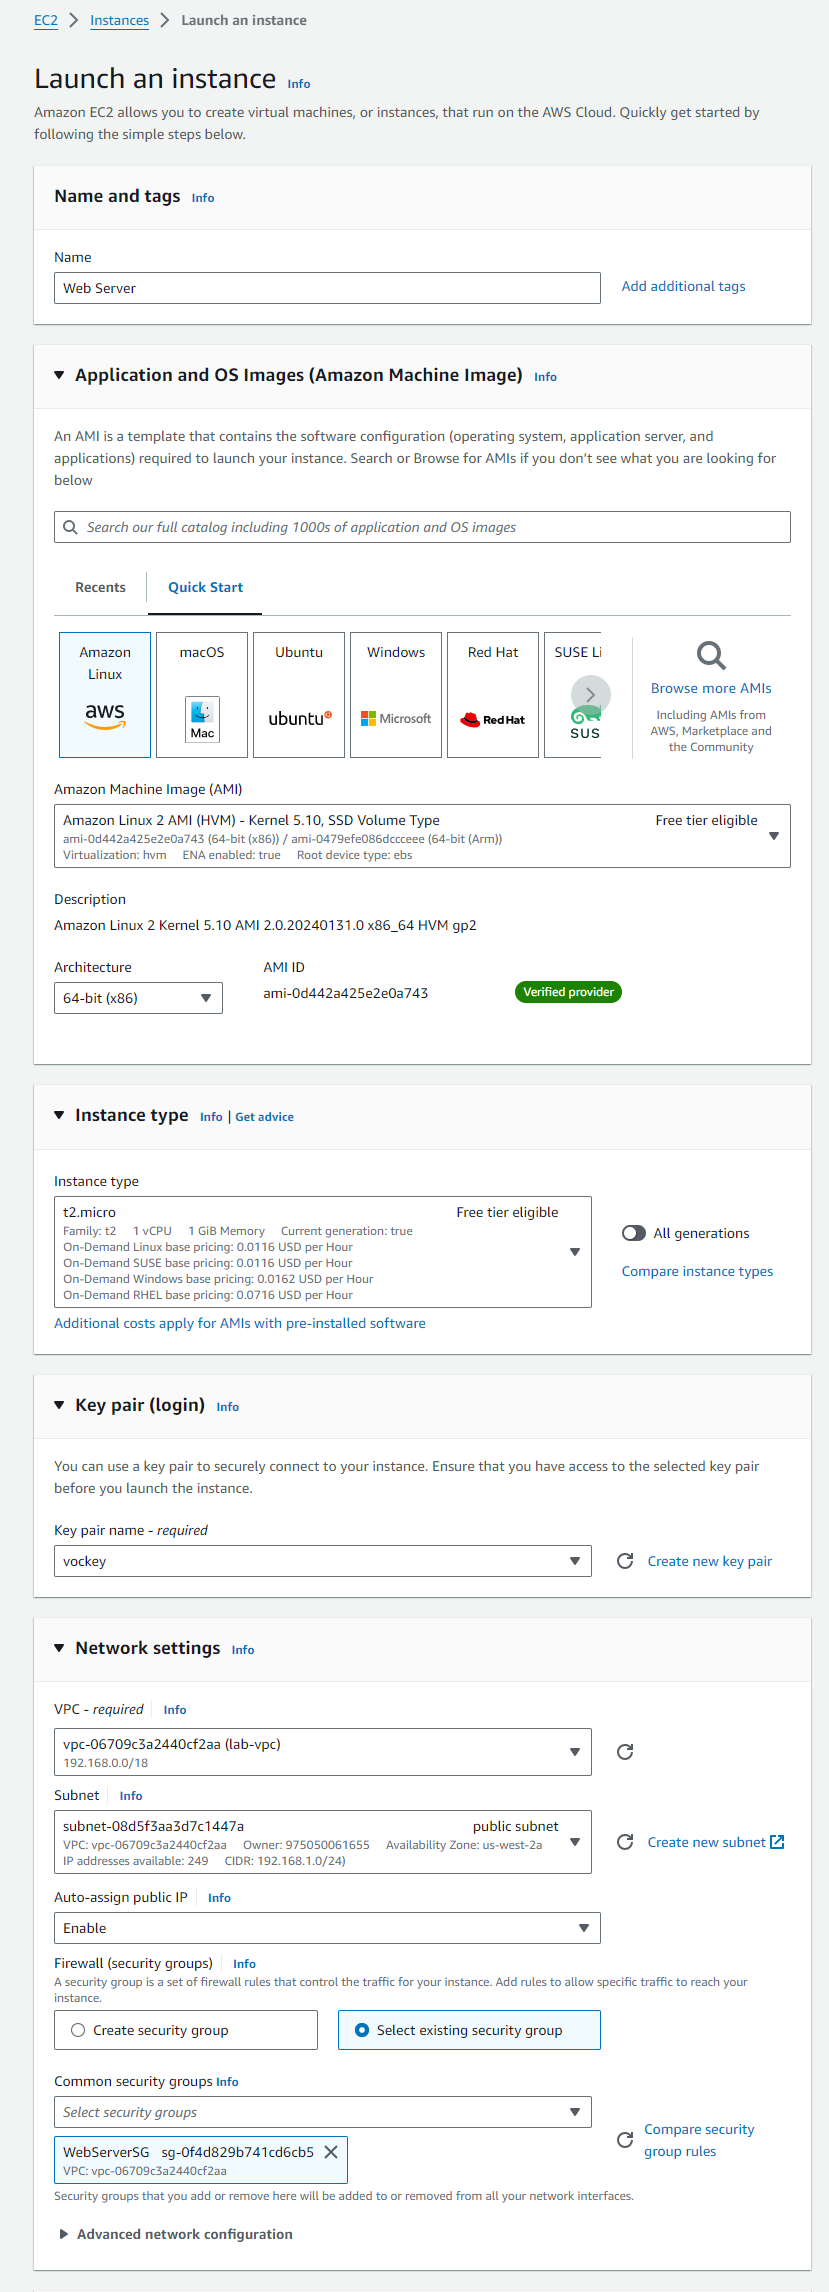 EC2 > Instances > Launch an instance
Launch an instance Info
Amazon EC2 allows you to create virtual machines, or instances, that run on the AWS Cloud. Quickly get started by
following the simple steps below.
Name and tags Info
Name
Web Server
Add additional tags
Application and OS Images (Amazon Machine Image) Info
An AMI is a template that contains the software configuration (operating system, application server, and
applications) required to launch your instance. Search or Browse for AMIs if you don't see what you are looking for
below
Search our full catalog including 1000s of application and OS images
Recents
Quick Start
Amazon
Linux
aws
macOS
Mac
Ubuntu
ubuntu
Windows
Microsoft
Red Hat
RedHat
SUSE Li
SUS
Browse more AMIs
Including AMIs from
AWS, Marketplace and
the Community
Amazon Machine Image (AMI)
Amazon Linux 2 AMI (HVM) - Kernel 5.10, SSD Volume Type
Free tier eligible
ami-0d442a425e2e0a743 (64-bit (x86)) / ami-0479efe086dccceee (64-bit (Arm))
Virtualization: hvm ENA enabled: true Root device type: ebs
Description
Amazon Linux 2 Kernel 5.10 AMI 2.0.20240131.0 x86_64 HVM gp2
Architecture
AMI ID
64-bit (x86)
ami-0d442a425e2e0a743
Verified provider
Instance type Info | Get advice
Instance type
t2.micro
Free tier eligible
Family: t2 1 vCPU 1 GiB Memory Current generation: true
On-Demand Linux base pricing: 0.0116 USD per Hour
On-Demand SUSE base pricing: 0.0116 USD per Hour
On-Demand Windows base pricing: 0.0162 USD per Hour
On-Demand RHEL base pricing: 0.0716 USD per Hour
All generations
Compare instance types
Additional costs apply for AMIs with pre-installed software
Key pair (login) Info
You can use a key pair to securely connect to your instance. Ensure that you have access to the selected key pair
before you launch the instance.
Key pair name - required
vockey
Create new key pair
Network settings Info
VPC - required Info
vpc-06709c3a2440cf2aa (lab-vpc)
192.168.0.0/18
Subnet Info
subnet-08d5f3aa3d7c1447a
public subnet
VPC: vpc-06709c3a2440cf2aa Owner: 975050061655 Availability Zone: us-west-2a
IP addresses available: 249 CIDR: 192.168.1.0/24)
Create new subnet
Auto-assign public IP Info
Enable
Firewall (security groups) Info
A security group is a set of firewall rules that control the traffic for your instance. Add rules to allow specific traffic to reach your
instance.
Create security group
Select existing security group
Common security groups Info
Select security groups
WebServerSG sg-0f4d829b741cd6cb5
VPC: vpc-06709c3a2440cf2aa
Compare security
group rules
Security groups that you add or remove here will be added to or removed from all your network interfaces.
Advanced network configuration